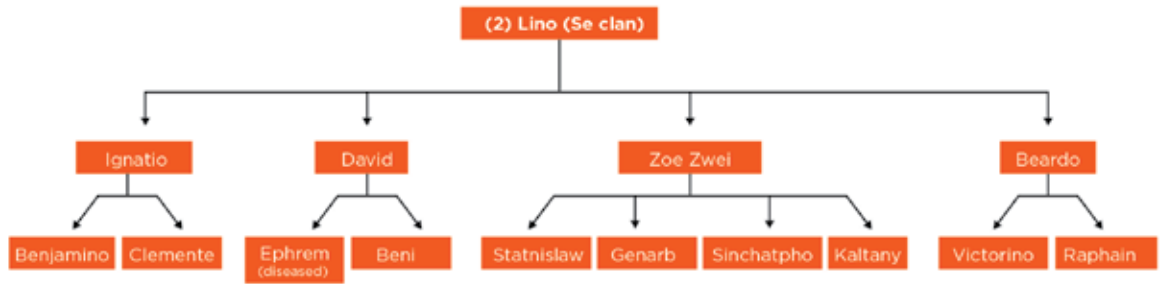 (2) Lino (Se clan)
Ignatio
David
Zoe Zwei
Beardo
Benjamino
Clemente
Ephrem
(diseased)
Beni
Statnislaw
Genarb
Sinchatpho
Kaltany
Victorino
Raphain